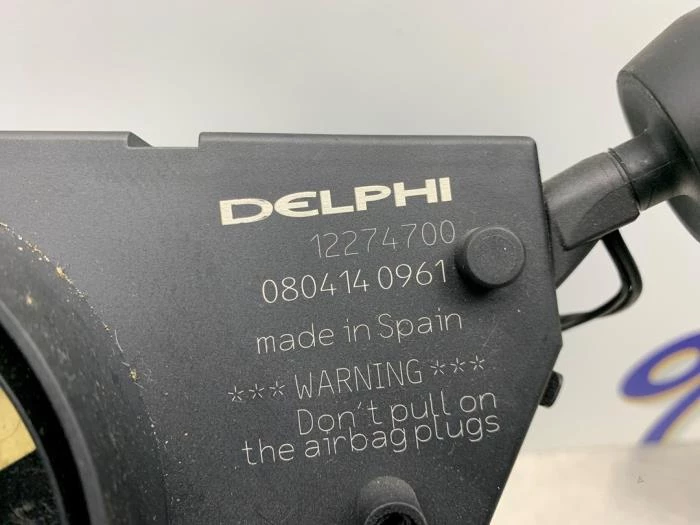 DELPHI
12274700
080414 0961
made in Spain
*** WARNING ***
Don't pull on
the airbag plugs